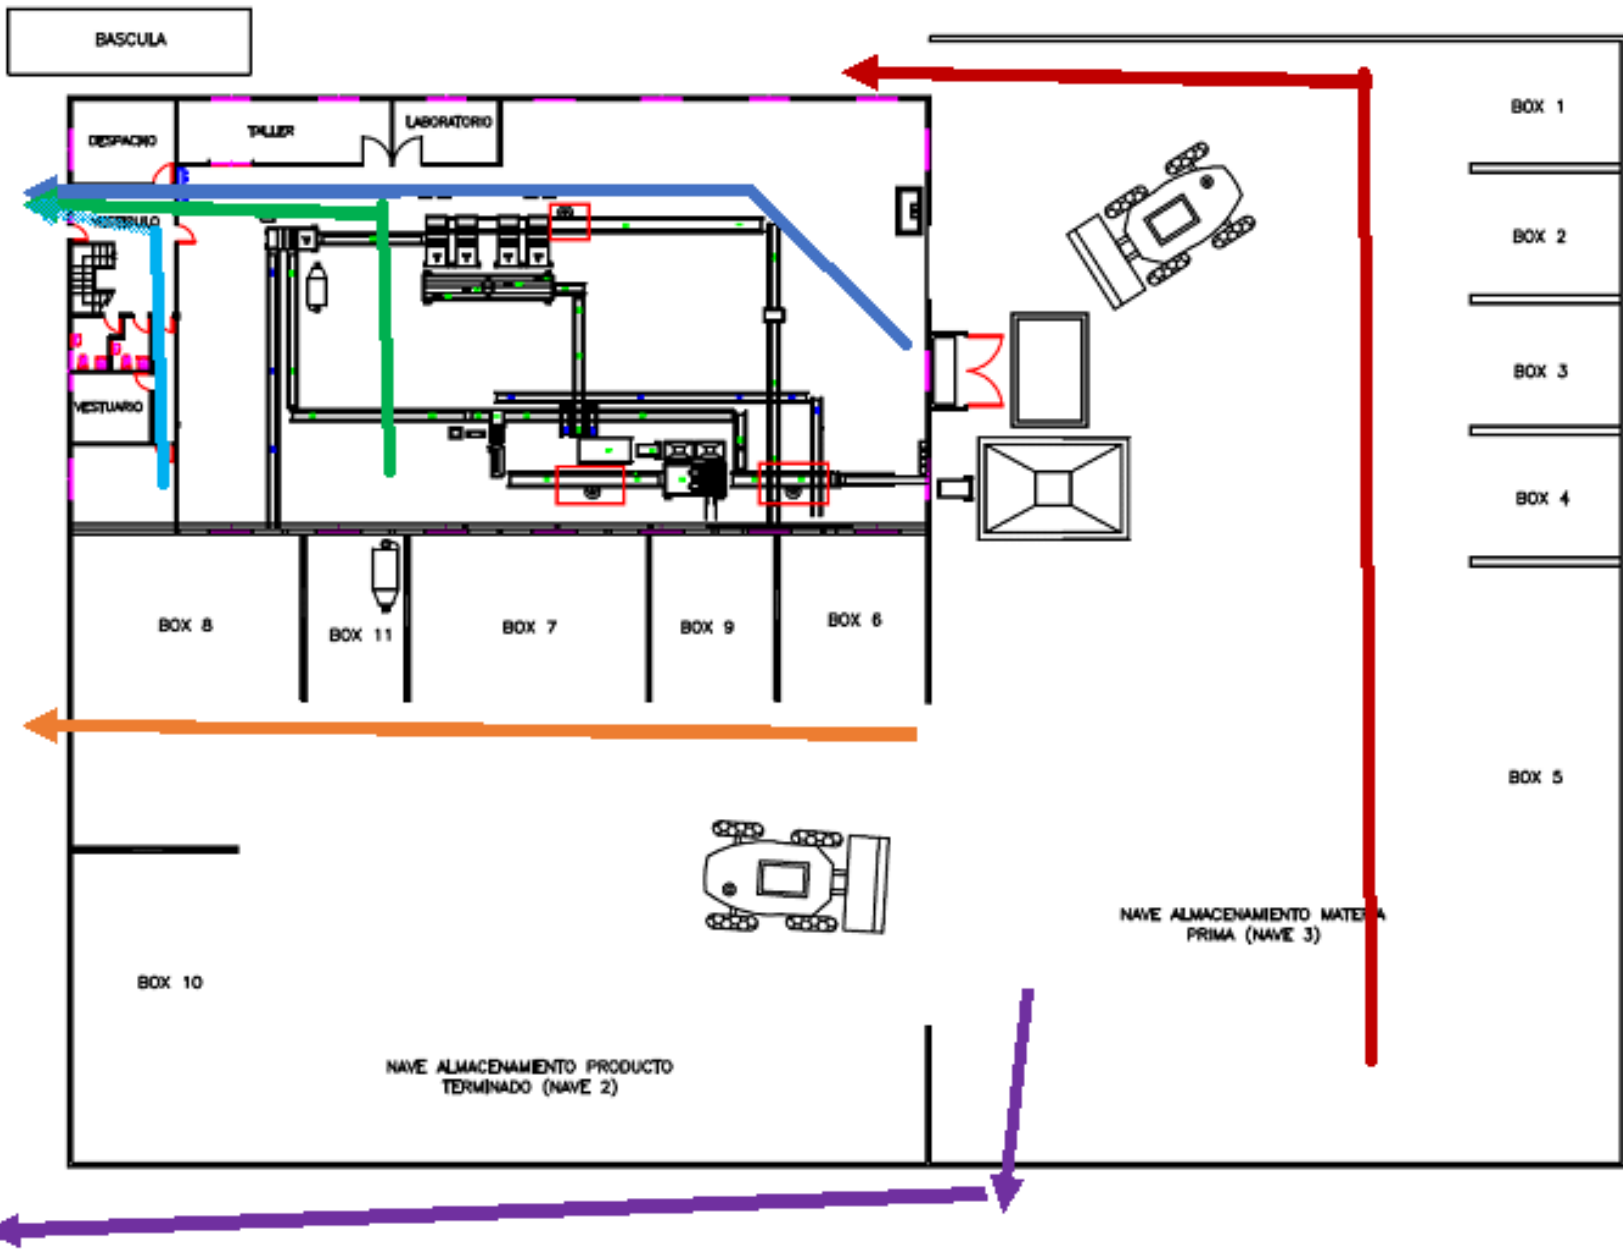 BASCULA
BOX 1
DESPACHO
TALLER
LABORATORIO
BOX 2
BOX 3
VESTUARIO
BOX 4
BOX 8
BOX 11
BOX 7
BOX 9
BOX 6
BOX 5
NAVE ALMACENAMIENTO
PRIMA (NAVE 3)
BOX 10
NAVE ALMACENAMIENTO PRODUCTO
TERMINADO (NAVE 2)